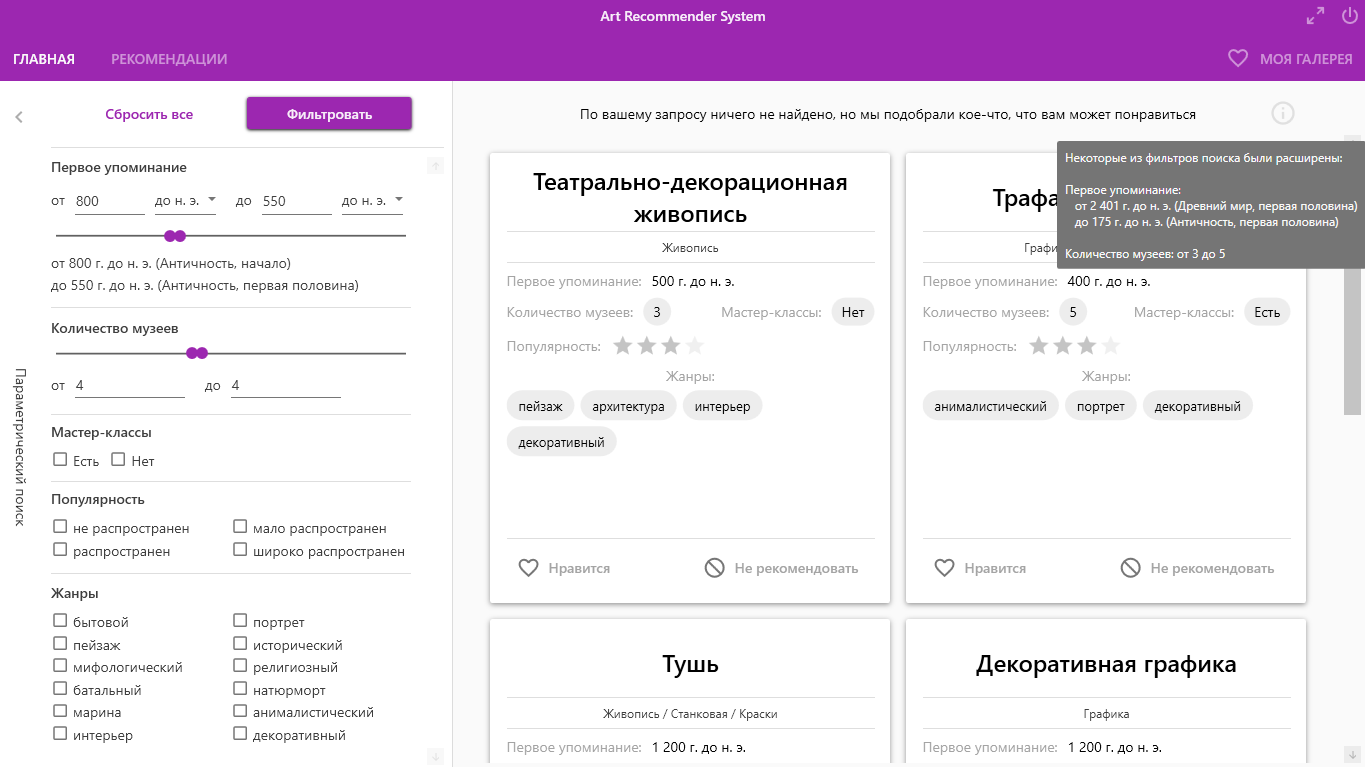 Art Recommender System
ГЛАВНАЯ
РЕКОМЕНДАЦИИ
МОЯ ГАЛЕРЕЯ
Сбросить все
Фильтровать
Параметрический поиск
Первое упоминание
от 800 до н. э. до 550 до н. э.
от 800 г. до н. э. (Античность, начало)
до 550 г. до н. э. (Античность, первая половина)
Количество музеев
от 4 до 4
Мастер-классы
Есть Нет
Популярность
не распространен мало распространен
распространен широко распространен
Жанры
бытовой портрет
пейзаж исторический
мифологический религиозный
батальный натюрморт
марина анималистический
интерьер декоративный
По вашему запросу ничего не найдено, но мы подобрали кое-что, что вам может понравиться
Некоторые из фильтров поиска были расширены:
Первое упоминание:
от 2 401 г. до н. э. (Древний мир, первая половина)
до 175 г. до н. э. (Античность, первая половина)
Количество музеев: от 3 до 5
Театрально-декорационная
живопись
Живопись
Первое упоминание: 500 г. до н. э.
Количество музеев: 3 Мастер-классы: Нет
Популярность:
Жанры:
пейзаж архитектура интерьер
декоративный
Нравится Не рекомендовать
Трафа
Графи
Первое упоминание: 400 г. до н. э.
Количество музеев: 5 Мастер-классы: Есть
Популярность:
Жанры:
анималистический портрет декоративный
Нравится Не рекомендовать
Тушь
Живопись / Станковая / Краски
Первое упоминание: 1 200 г. до н. э.
Декоративная графика
Графика
Первое упоминание: 1 200 г. до н. э.